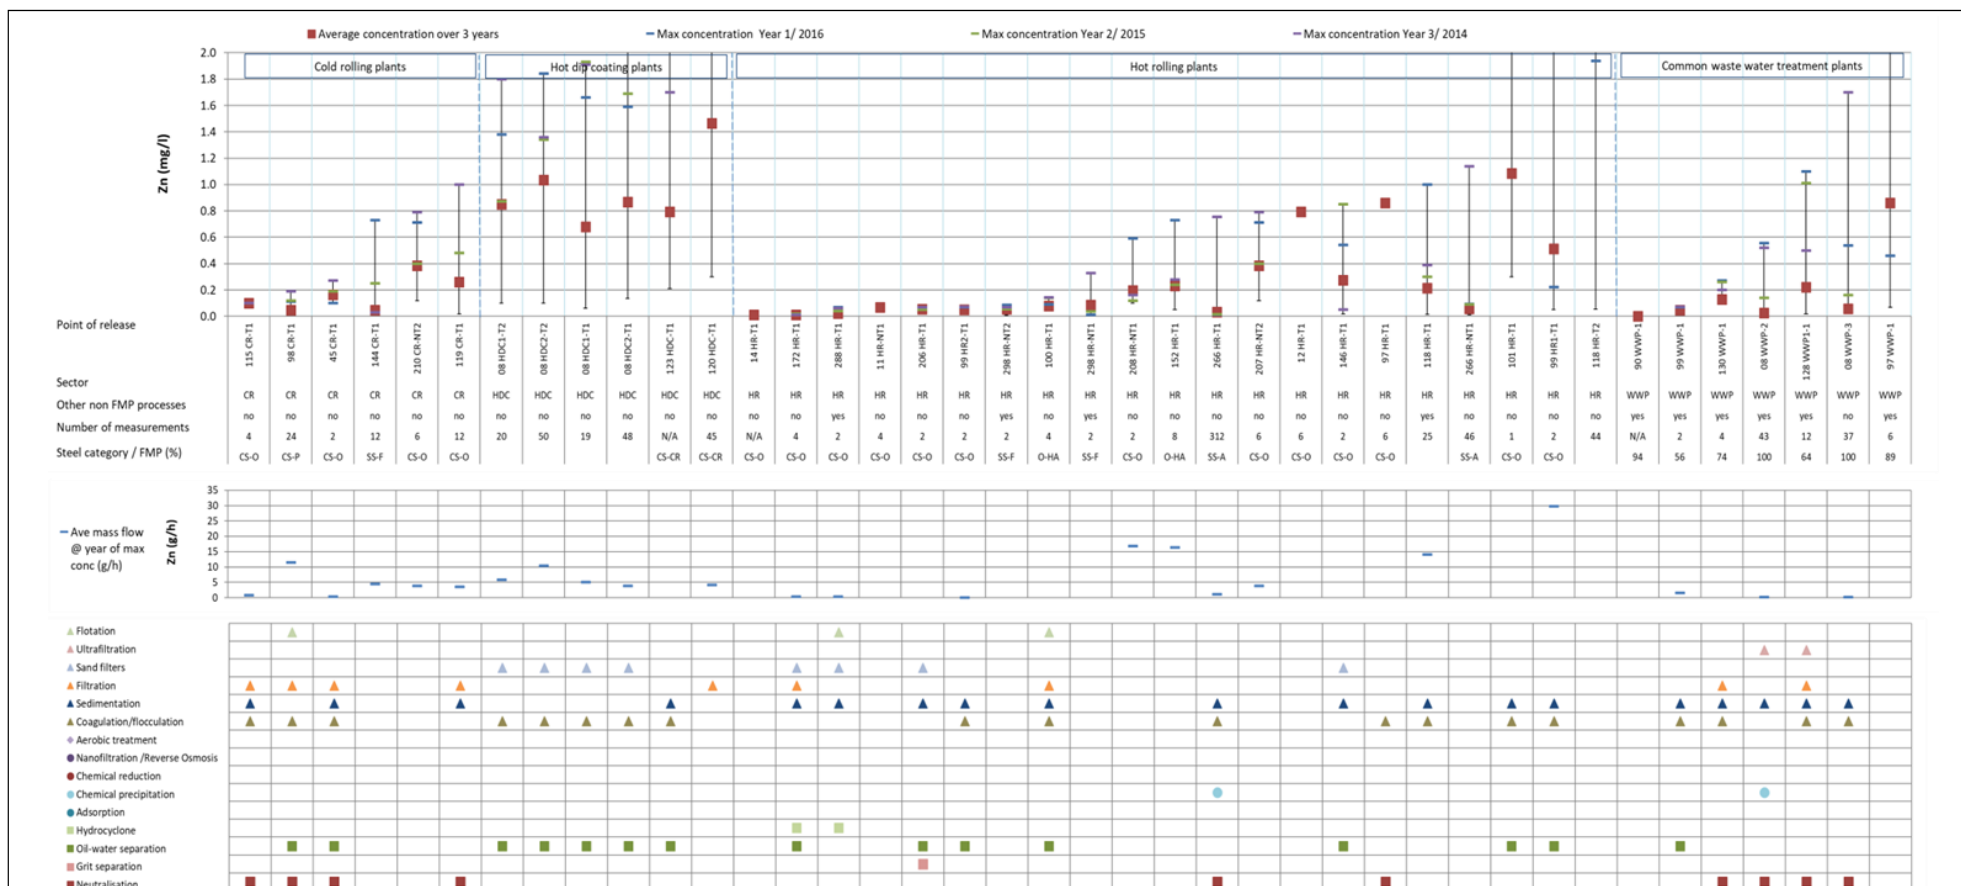 Average concentration over 3 years Max concentration Year 1/ 2016 Max concentration Year 2/ 2015 Max concentration Year 3/ 2014
Cold rolling plants Hot dip coating plants Hot rolling plants Common waste water treatment plants
Zn (mg/l)
2.0
1.8
1.6
1.4
1.2
1.0
0.8
0.6
0.4
0.2
0.0
Point of release 115 CR-T1 98 CR-T1 45 CR-T1 144 CR-T1 210 CR-NT2 119 CR-T1 08 HDC1-T2 08 HDC2-T2 08 HDC1-T1 08 HDC2-T1 123 HDC-T1 120 HDC-T1 14 HR-T1 172 HR-T1 288 HR-T1 11 HR-NT1 206 HR-T1 99 HR2-T1 298 HR-NT2 100 HR-T1 298 HR-NT1 208 HR-NT1 152 HR-T1 266 HR-T1 207 HR-NT2 12 HR-T1 146 HR-T1 97 HR-T1 118 HR-T1 266 HR-NT1 101 HR-T1 99 HR1-T1 118 HR-T2 90 WWP-1 99 WWP-1 130 WWP-1 08 WWP-2 128 WWP1-1 08 WWP-3 97 WWP-1
Sector CR CR CR CR CR CR HDC HDC HDC HDC HDC HDC HR HR HR HR HR HR HR HR HR HR HR HR HR HR HR HR HR HR HR HR HR WWP WWP WWP WWP WWP WWP WWP
Other non FMP processes no no no no no no no no no no no no no no yes no no no yes no yes no no no no no no no yes no no no no yes yes yes yes yes no yes
Number of measurements 4 24 2 12 6 12 20 50 19 48 N/A 45 N/A 4 2 4 2 2 2 4 2 2 8 312 6 6 2 6 25 46 1 2 44 N/A 2 4 43 12 37 6
Steel category / FMP (%) CS-O CS-P CS-O SS-F CS-O CS-O CS-CR CS-CR CS-O CS-O CS-O CS-O CS-O CS-O SS-F O-HA SS-F CS-O O-HA SS-A CS-O CS-O CS-O CS-O SS-A CS-O CS-O 94 56 74 100 64 100 89
Ave mass flow
@ year of max
conc (g/h)
Zn (g/h)
35
30
25
20
15
10
5
0
Flotation
Ultrafiltration
Sand filters
Filtration
Sedimentation
Coagulation/flocculation
Aerobic treatment
Nanofiltration /Reverse Osmosis
Chemical reduction
Chemical precipitation
Adsorption
Hydrocyclone
Oil-water separation
Grit separation
Neutralisation